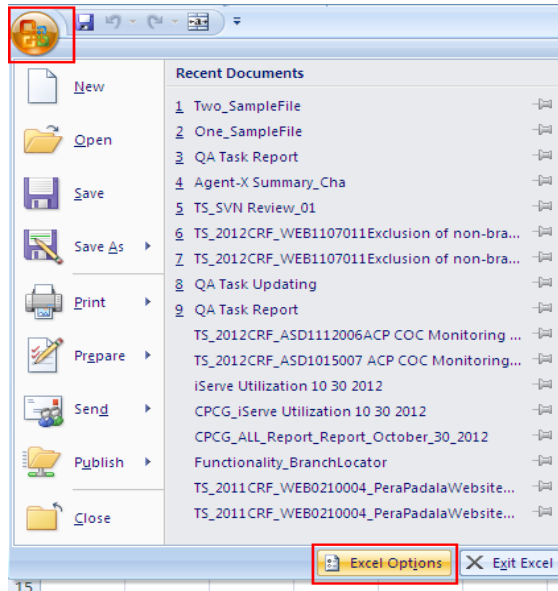 Recent Documents
New
Open
Save
Save As
Print
Prepare
Send
Publish
Close
1 Two_SampleFile
2 One_SampleFile
3 QA Task Report
4 Agent-X Summary_Cha
5 TS_SVN Review_01
6 TS_2012CRF_WEB1107011Exclusion of non-bra...
7 TS_2012CRF_WEB1107011Exclusion of non-bra...
8 QA Task Updating
9 QA Task Report
TS_2012CRF_ASD1112006ACP COC Monitoring ...
TS_2012CRF_ASD1015007 ACP COC Monitoring...
iServe Utilization 10 30 2012
CPCG_iServe Utilization 10 30 2012
CPCG_ALL_Report_Report_October_30_2012
Functionality_BranchLocator
TS_2011CRF_WEB0210004_PeraPadalaWebsite...
TS_2011CRF_WEB0210004_PeraPadalaWebsite...
Excel Options
Exit Excel
15